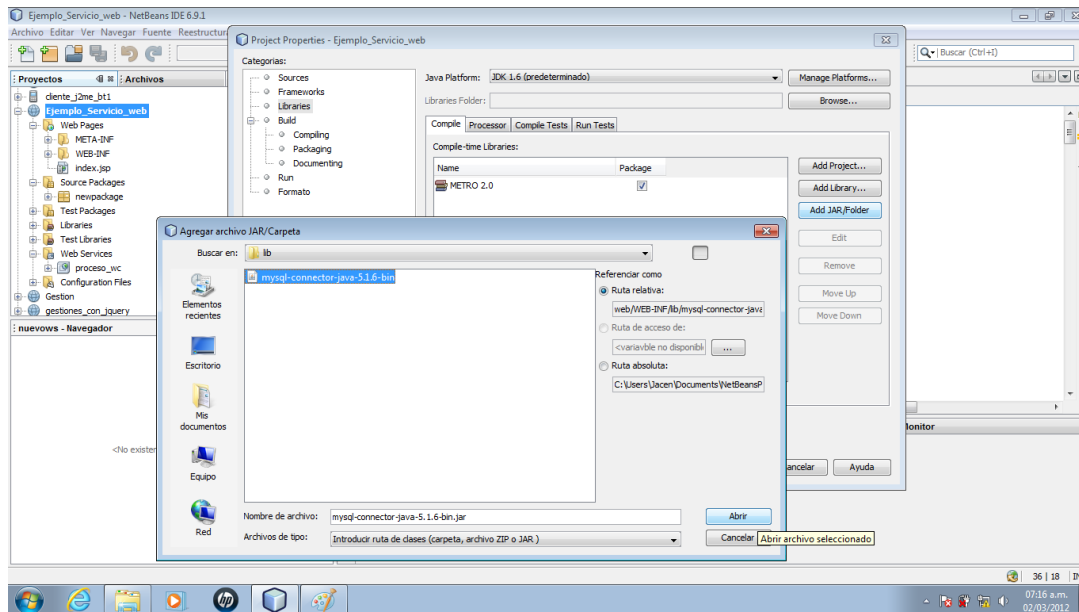 Ejemplo_Servicio_web - NetBeans IDE 6.9.1
Archivo Editar Ver Navegar Fuente Reestructur
Buscar (Ctrl+I)
Proyectos
Archivos
cliente_j2me_bt1
Ejemplo_Servicio_web
Web Pages
META-INF
WEB-INF
index.jsp
Source Packages
newpackage
Test Packages
Libraries
Test Libraries
Web Services
proceso_wc
Configuration Files
Gestion
gestiones_con_jquery
nuevows - Navegador
<No exister
Project Properties - Ejemplo_Servicio_web
Categorías:
Sources
Frameworks
Libraries
Build
Compiling
Packaging
Documenting
Run
Formato
Java Platform: JDK 1.6 (predeterminado)
Manage Platforms...
Libraries Folder:
Browse...
Compile Processor Compile Tests Run Tests
Compile-time Libraries:
Name Package
METRO 2.0
Add Project...
Add Library...
Add JAR/Folder
Edit
Remove
Move Up
Move Down
ancelar Ayuda
Monitor
Agregar archivo JAR/Carpeta
Buscar en: lib
mysql-connector-java-5.1.6-bin
Elementos recientes
Escritorio
Mis documentos
Equipo
Red
Referenciar como
Ruta relativa:
web/WEB-INF/lib/mysql-connector-java
Ruta de acceso de:
<variavble no disponibl ...
Ruta absoluta:
C:\Users\Jacen\Documents\NetBeansP
Nombre de archivo: mysql-connector-java-5.1.6-bin.jar
Abrir
Archivos de tipo: Introducir ruta de clases (carpeta, archivo ZIP o JAR )
Cancelar
Abrir archivo seleccionado
36 | 18
07:16 a.m.
02/03/2012